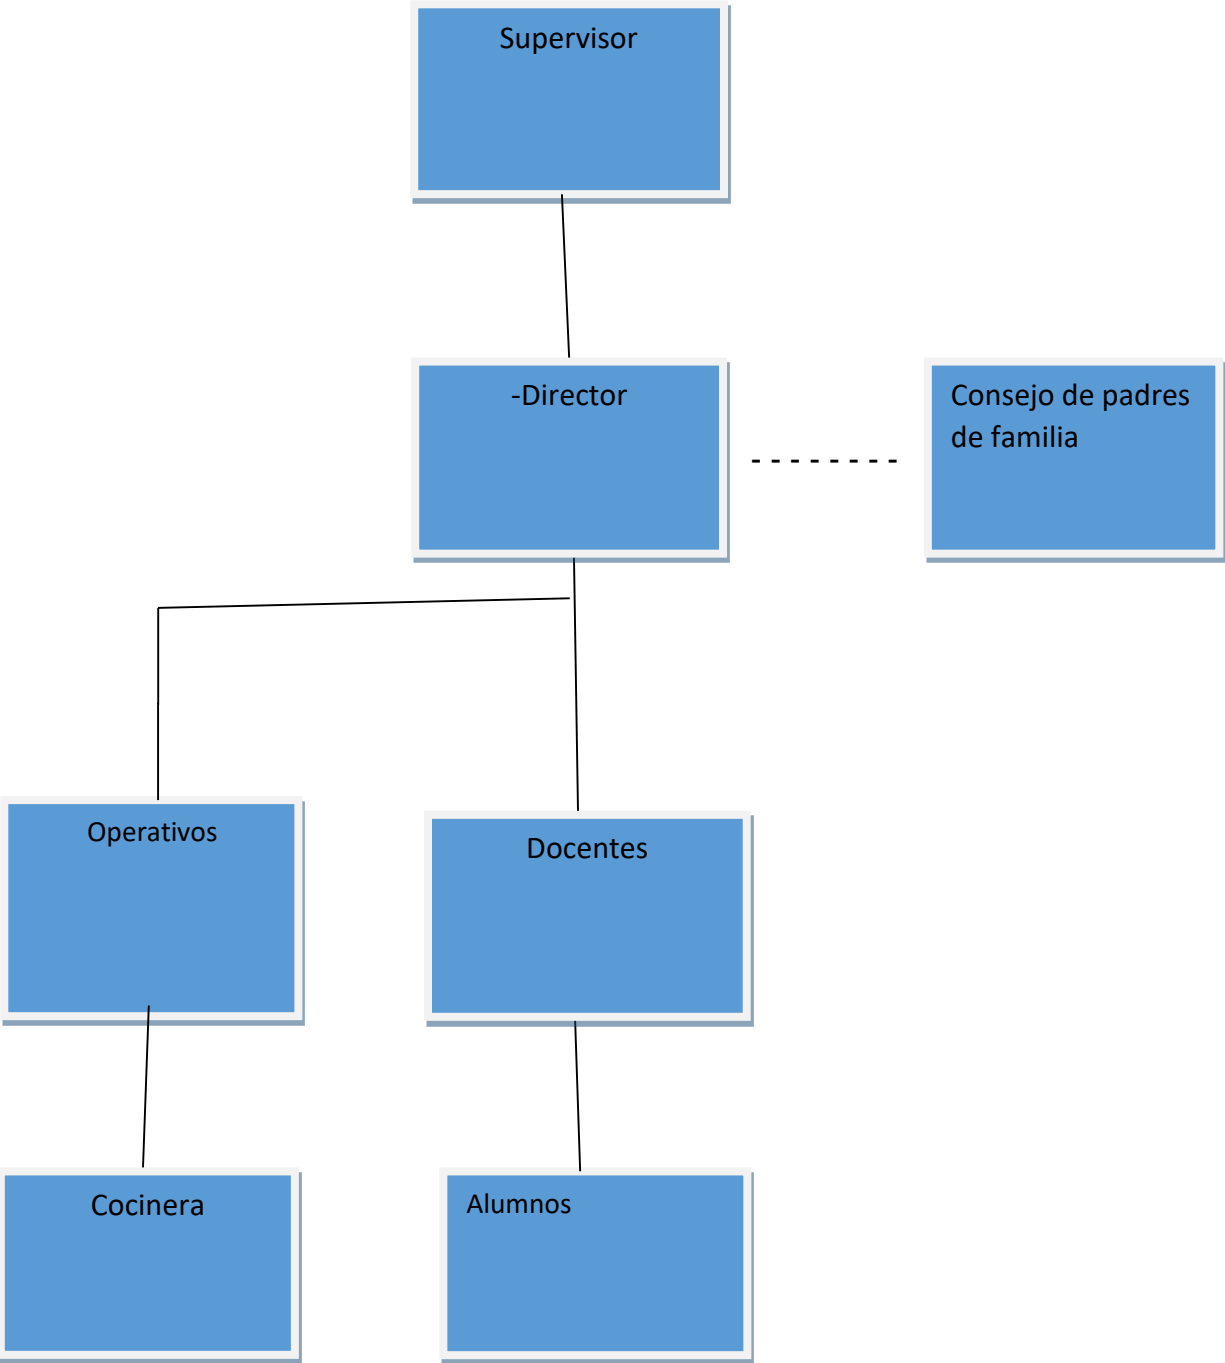 Supervisor
-Director
Consejo de padres
de familia
Operativos
Docentes
Cocinera
Alumnos